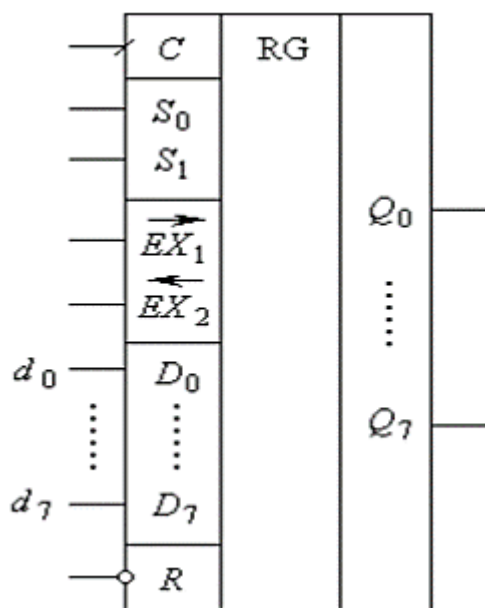 C RG
S₀
S₁
EX₁ Q₀
EX₂
d₀ D₀
d₇ D₇ Q₇
R